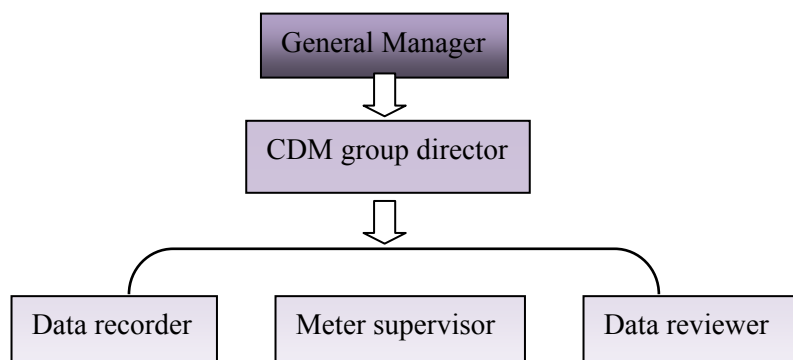 General Manager
CDM group director
Data recorder
Meter supervisor
Data reviewer